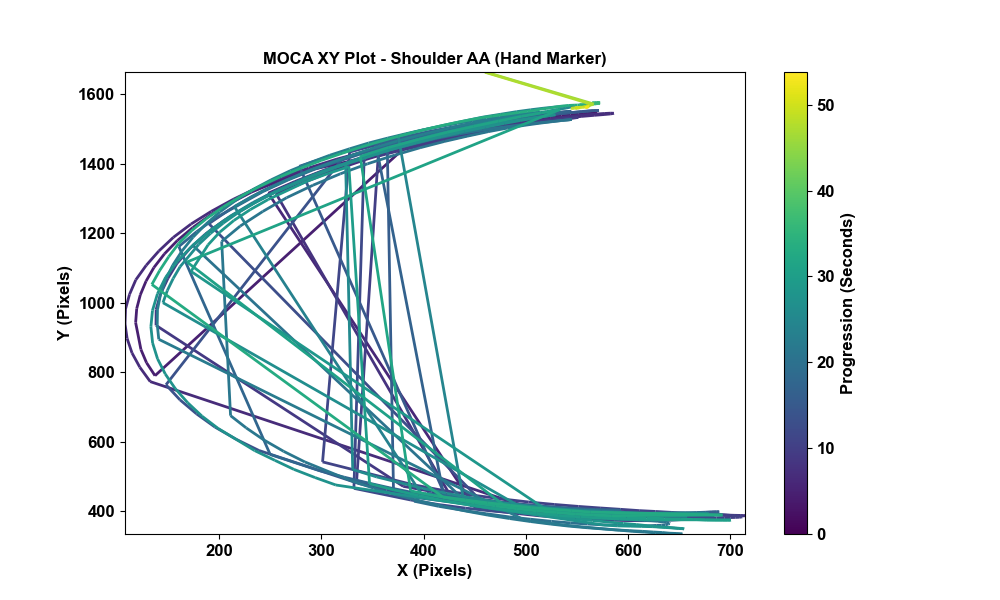 MOCA XY Plot - Shoulder AA (Hand Marker)
Y (Pixels)
1600
1400
1200
1000
800
600
400
200 300 400 500 600 700
X (Pixels)
50
40
30
20
10
0
Progression (Seconds)